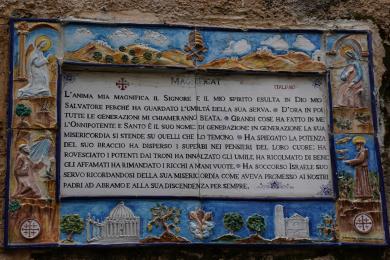 Magnificat
ITALIANO
L'anima mia magnifica il Signore e il mio spirito esulta in Dio mio
Salvatore perché ha guardato l'umiltà della sua serva. D'ora in poi
tutte le generazioni mi chiameranno beata. Grandi cose ha fatto in me
l'Onnipotente e Santo è il suo nome: di generazione in generazione la sua
misericordia si stende su quelli che lo temono. Ha spiegato la potenza
del suo braccio ha disperso i superbi nei pensieri del loro cuore; ha
rovesciato i potenti dai troni ha innalzato gli umili; ha ricolmato di beni
gli affamati ha rimandato i ricchi a mani vuote. Ha soccorso Israele suo
servo ricordandosi della sua misericordia come aveva promesso ai nostri
padri ad Abramo e alla sua discendenza per sempre.